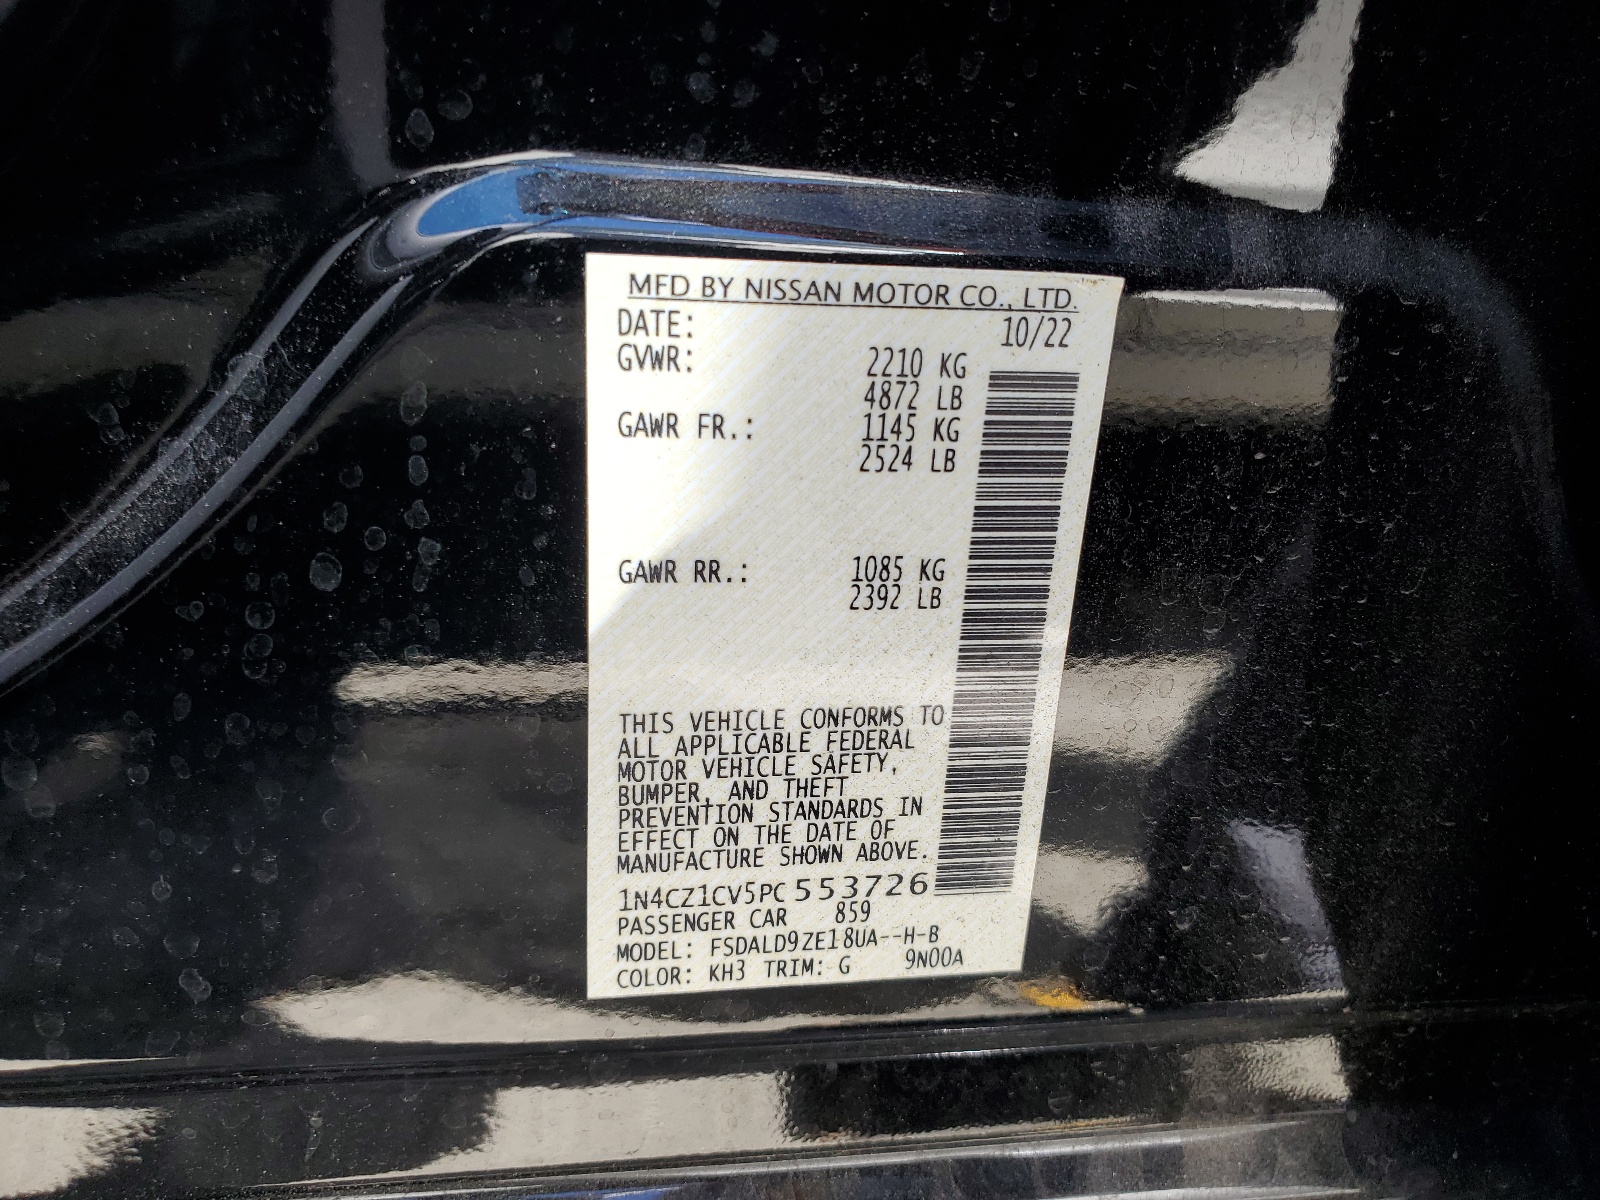 MFD BY NISSAN MOTOR CO., LTD.
DATE: 10/22
GVWR: 2210 KG
4872 LB
GAWR FR.: 1145 KG
2524 LB
GAWR RR.: 1085 KG
2392 LB
THIS VEHICLE CONFORMS TO
ALL APPLICABLE FEDERAL
MOTOR VEHICLE SAFETY,
BUMPER, AND THEFT
PREVENTION STANDARDS IN
EFFECT ON THE DATE OF
MANUFACTURE SHOWN ABOVE.
1N4CZ1CV5PC553726
PASSENGER CAR 859
MODEL: FSDALD9ZE18UA--H-B
COLOR: KH3 TRIM: G 9N00A